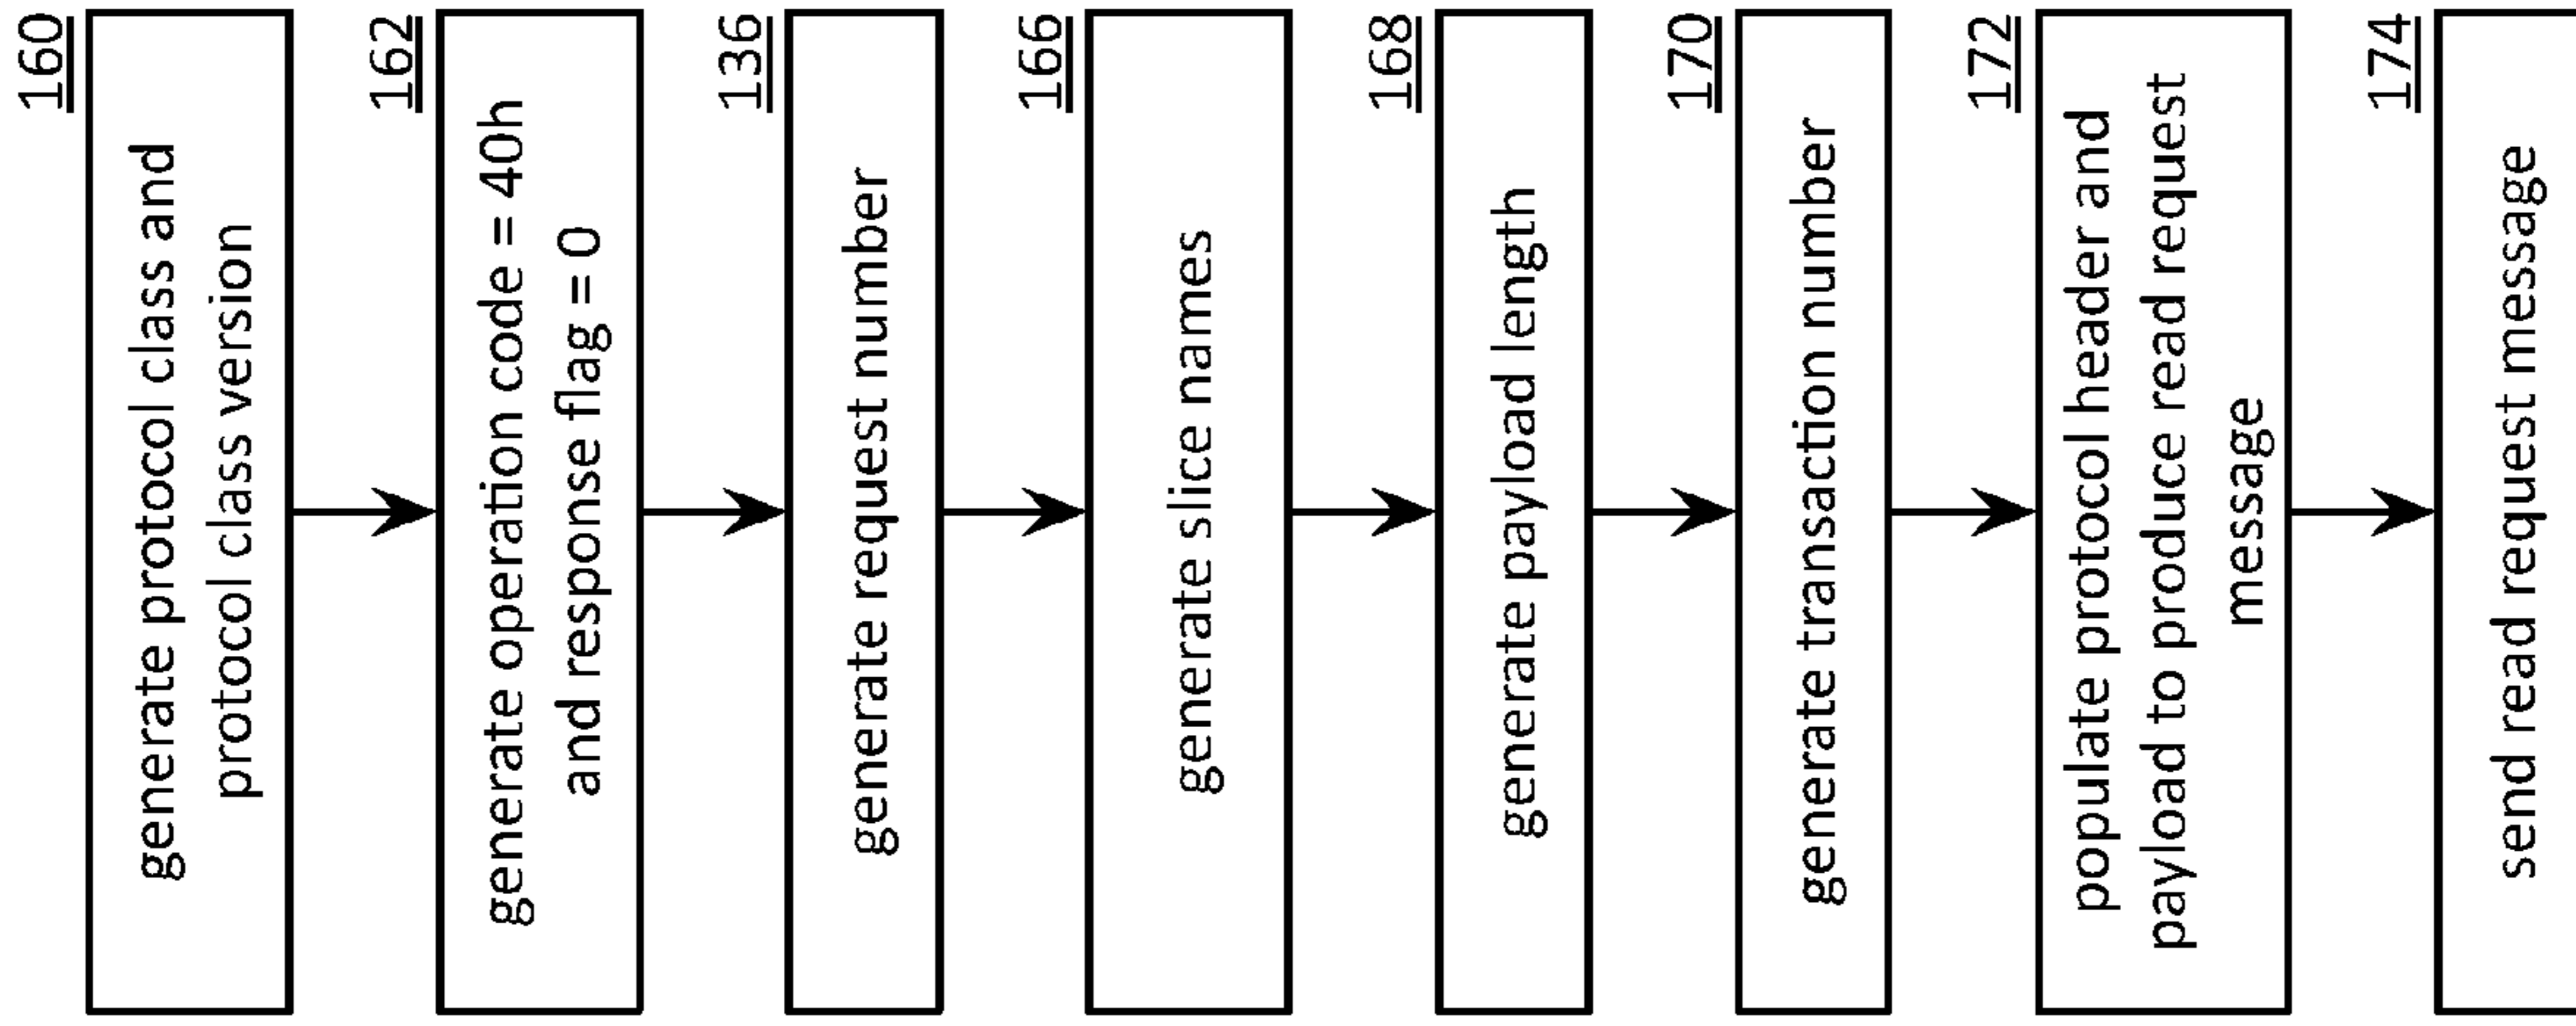 160
generate protocol class and
protocol class version
162
generate operation code = 40h
and response flag = 0
136
generate request number
166
generate slice names
168
generate payload length
170
generate transaction number
172
populate protocol header and
payload to produce read request
message
174
send read request message